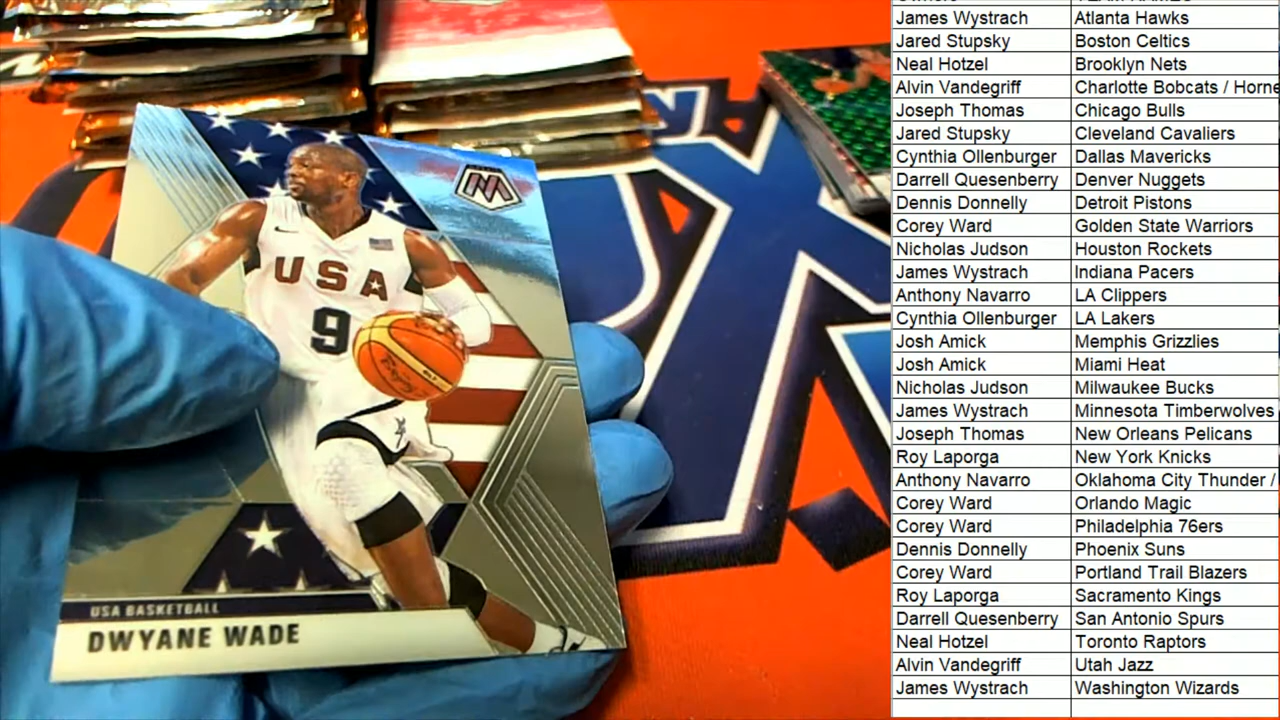 USA
9
USA BASKETBALL
DWYANE WADE
James Wystrach Atlanta Hawks
Jared Stupsky Boston Celtics
Neal Hotzel Brooklyn Nets
Alvin Vandegriff Charlotte Bobcats / Horne
Joseph Thomas Chicago Bulls
Jared Stupsky Cleveland Cavaliers
Cynthia Ollenburger Dallas Mavericks
Darrell Quesenberry Denver Nuggets
Dennis Donnelly Detroit Pistons
Corey Ward Golden State Warriors
Nicholas Judson Houston Rockets
James Wystrach Indiana Pacers
Anthony Navarro LA Clippers
Cynthia Ollenburger LA Lakers
Josh Amick Memphis Grizzlies
Josh Amick Miami Heat
Nicholas Judson Milwaukee Bucks
James Wystrach Minnesota Timberwolves
Joseph Thomas New Orleans Pelicans
Roy Laporga New York Knicks
Anthony Navarro Oklahoma City Thunder /
Corey Ward Orlando Magic
Corey Ward Philadelphia 76ers
Dennis Donnelly Phoenix Suns
Corey Ward Portland Trail Blazers
Roy Laporga Sacramento Kings
Darrell Quesenberry San Antonio Spurs
Neal Hotzel Toronto Raptors
Alvin Vandegriff Utah Jazz
James Wystrach Washington Wizards